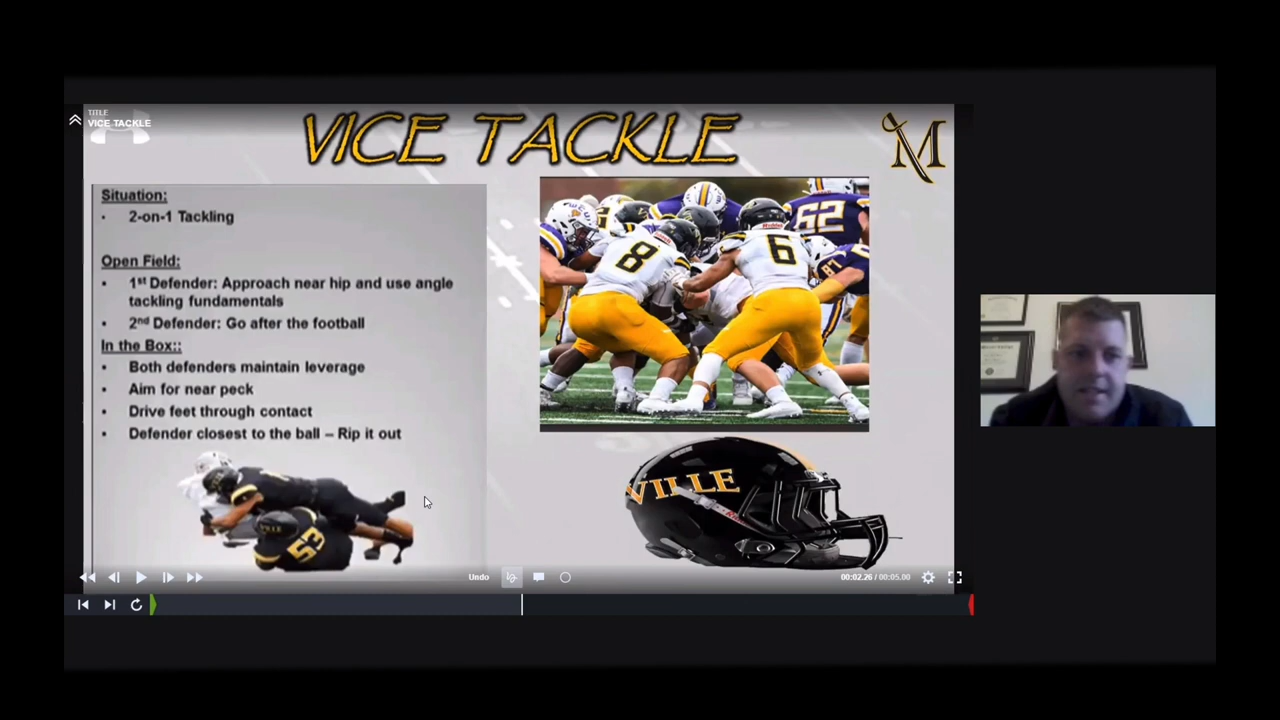 TITLE
VICE TACKLE
VICE TACKLE
M
Situation:
· 2-on-1 Tackling
Open Field:
· 1st Defender: Approach near hip and use angle
tackling fundamentals
· 2nd Defender: Go after the football
In the Box::
· Both defenders maintain leverage
· Aim for near peck
· Drive feet through contact
· Defender closest to the ball – Rip it out
8
6
62
87
53
VILLE
Undo
00:02.26 / 00:05.00